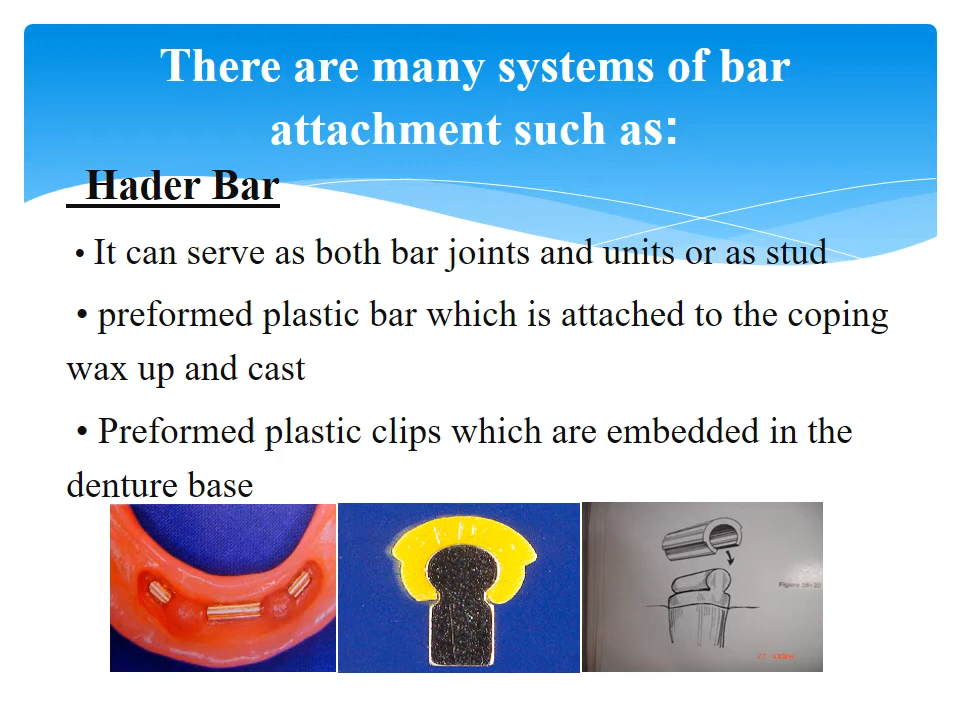 There are many systems of bar
attachment such as:
Hader Bar
• It can serve as both bar joints and units or as stud
• preformed plastic bar which is attached to the coping
wax up and cast
• Preformed plastic clips which are embedded in the
denture base